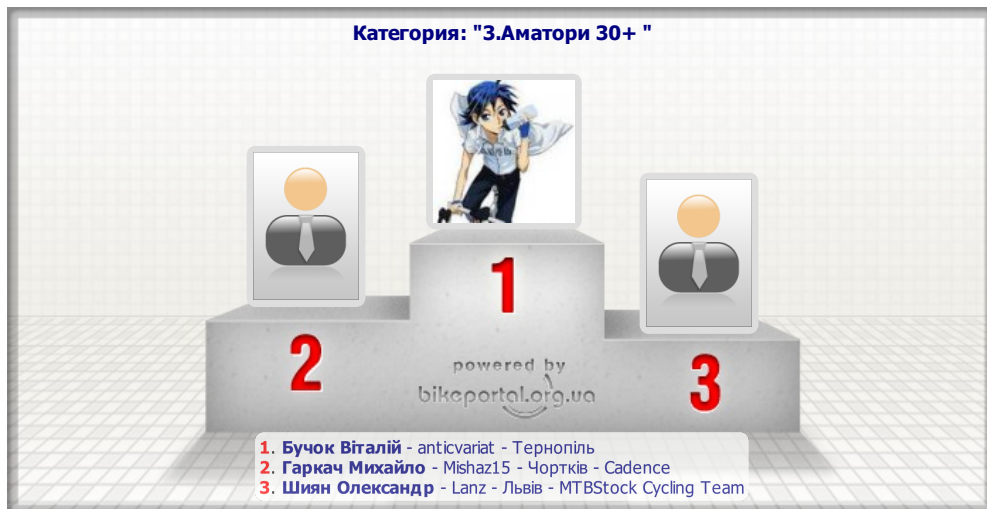 Категория: "3.Аматори 30+ "
1
2
3
powered by
bikeportal.org.ua
1. Бучок Віталій - anticvariat - Тернопіль
2. Гаркач Михайло - Mishaz15 - Чортків - Cadence
3. Шиян Олександр - Lanz - Львів - MTBStock Cycling Team